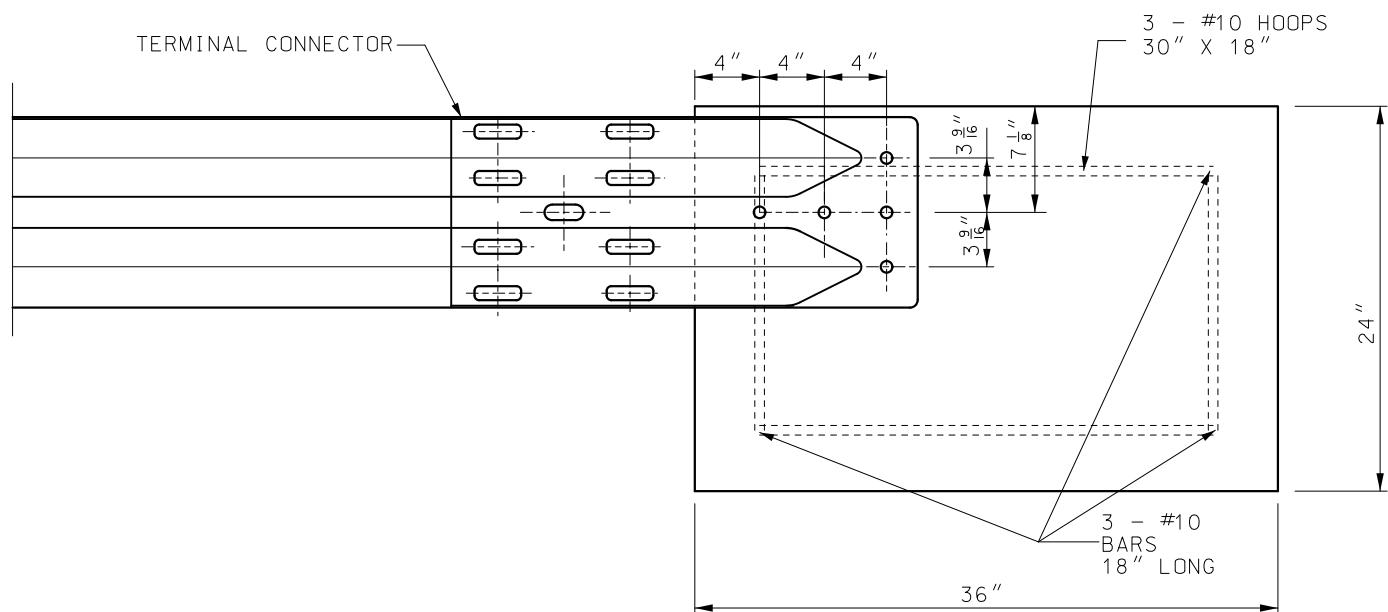 3 - #10 HOOPS
30" X 18"
TERMINAL CONNECTOR
4" 4" 4"
3 9/16"
7 1/8"
3 9/16"
24"
3 - #10
BARS
18" LONG
36"